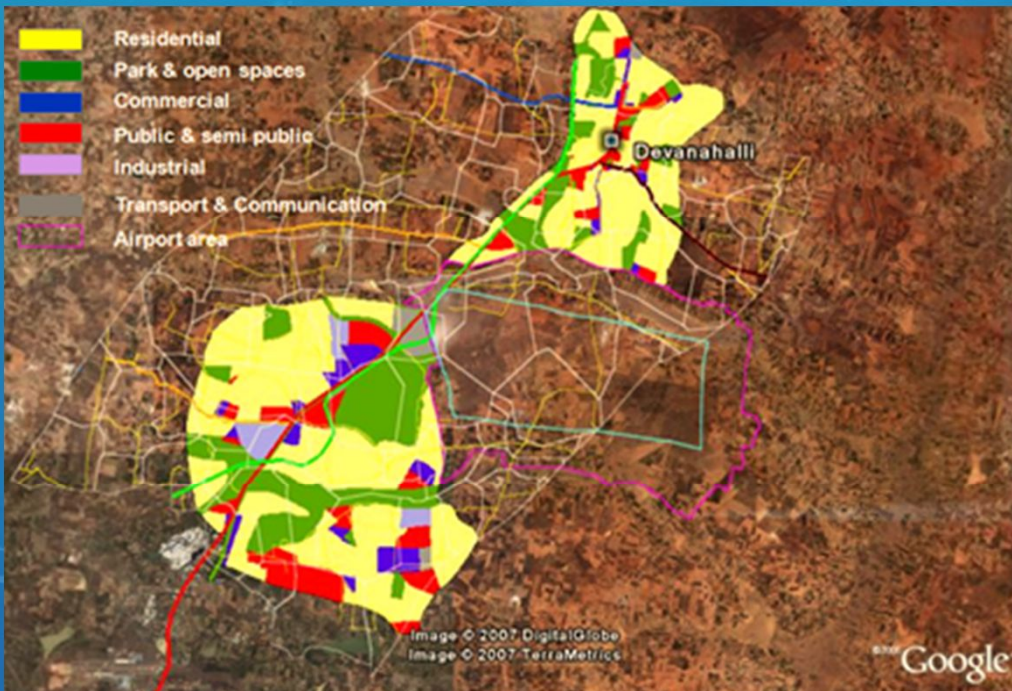 Residential
Park & open spaces
Commercial
Public & semi public
Industrial
Transport & Communication
Airport area
Devanahalli
Image © 2007 DigitalGlobe
Image © 2007 TerraMetrics
Google